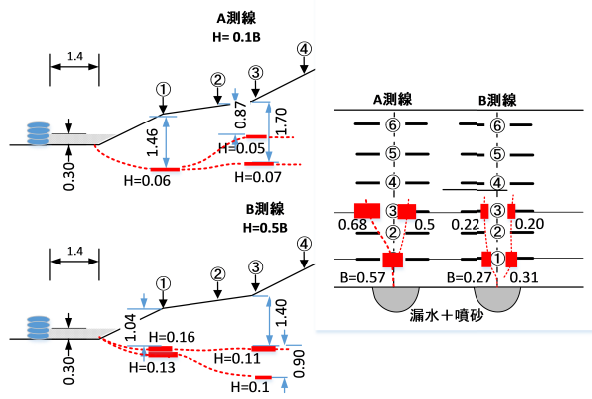 A測線
H= 0.1B
④
1.4
③
②
①
0.87
1.70
1.46
H=0.05
0.30
H=0.06
H=0.07
B測線
H=0.5B
1.4
④
③
②
①
1.40
1.04
H=0.16
H=0.11
0.90
0.30
H=0.13
H=0.1
A測線 B測線
⑥ ⑥
⑤ ⑤
④ ④
③ ③
0.68 0.5 0.22 0.20
② ②
①
B=0.57 B=0.27 0.31
漏水＋噴砂